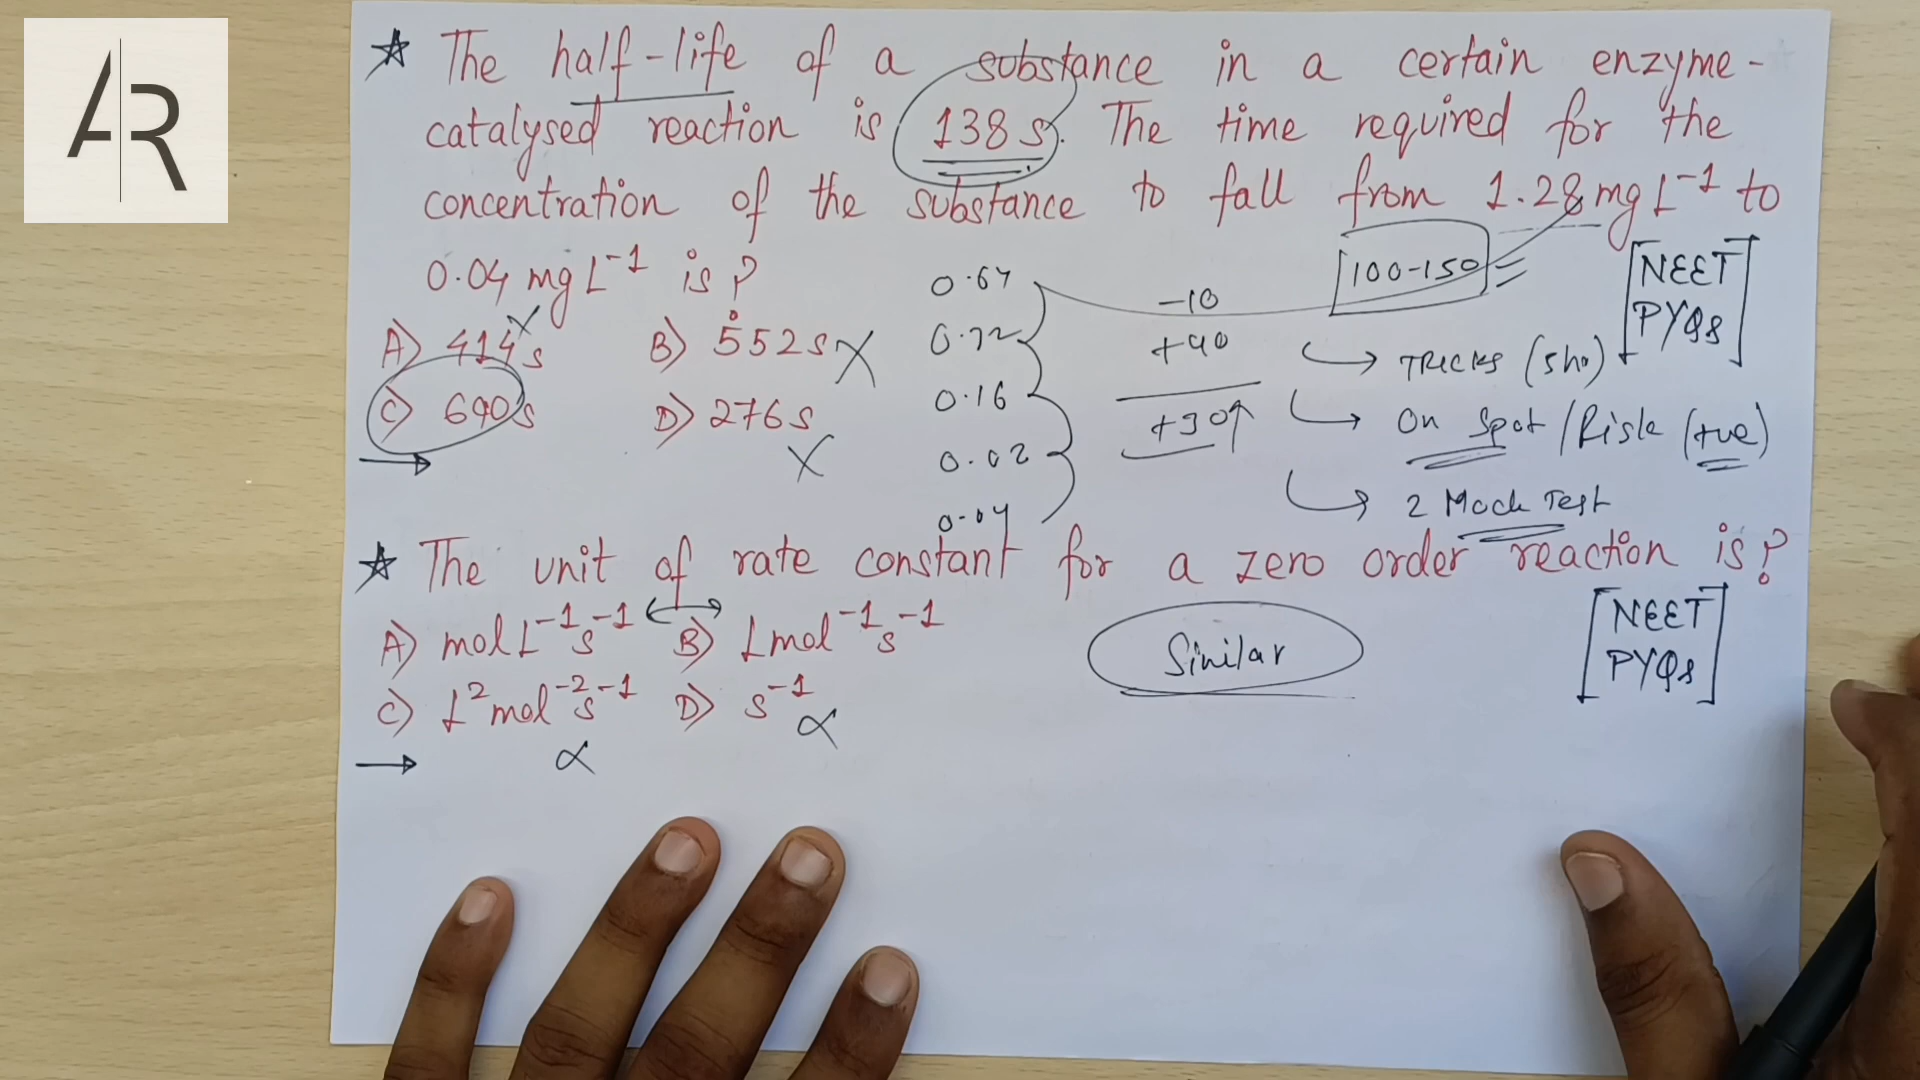 AR
★ The half-life of a substance in a certain enzyme-
catalysed reaction is 138 s. The time required for the
concentration of the substance to fall from 1.28 mg L⁻¹ to
0.04 mg L⁻¹ is?
A) 414 s B) 552 s X
C) 690 s D) 276 s
X
0.64
0.72
0.16
0.02
0.04
-10
+40
+30↑
[100-150]
→ TRICKS (sho)
→ On Spot / Risk (+ve)
→ 2 Mock Test
[NEET
PYQs]
★ The unit of rate constant for a zero order reaction is?
A) mol L⁻¹ s⁻¹ B) L mol⁻¹ s⁻¹
C) L² mol⁻² s⁻¹ D) s⁻¹
Similar
[NEET
PYQs]